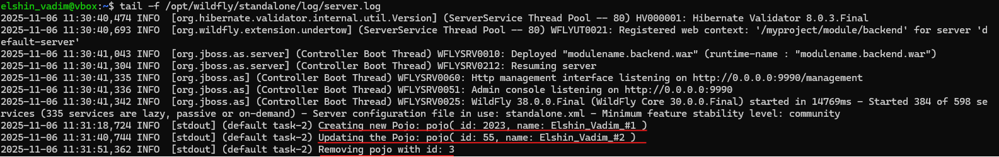 elshin_vadim@vbox:~$ tail -f /opt/wildfly/standalone/log/server.log
2025-11-06 11:30:40,474 INFO  [org.hibernate.validator.internal.util.Version] (ServerService Thread Pool -- 80) HV000001: Hibernate Validator 8.0.3.Final
2025-11-06 11:30:40,693 INFO  [org.wildfly.extension.undertow] (ServerService Thread Pool -- 80) WFLYUT0021: Registered web context: '/myproject/module/backend' for server 'd
efault-server'
2025-11-06 11:30:41,043 INFO  [org.jboss.as.server] (Controller Boot Thread) WFLYSRV0010: Deployed "modulename.backend.war" (runtime-name : "modulename.backend.war")
2025-11-06 11:30:41,304 INFO  [org.jboss.as.server] (Controller Boot Thread) WFLYSRV0212: Resuming server
2025-11-06 11:30:41,335 INFO  [org.jboss.as] (Controller Boot Thread) WFLYSRV0060: Http management interface listening on http://0.0.0.0:9990/management
2025-11-06 11:30:41,336 INFO  [org.jboss.as] (Controller Boot Thread) WFLYSRV0051: Admin console listening on http://0.0.0.0:9990
2025-11-06 11:30:41,342 INFO  [org.jboss.as] (Controller Boot Thread) WFLYSRV0025: WildFly 38.0.0.Final (WildFly Core 30.0.0.Final) started in 14769ms - Started 384 of 598 se
rvices (335 services are lazy, passive or on-demand) - Server configuration file in use: standalone.xml - Minimum feature stability level: community
2025-11-06 11:31:18,724 INFO  [stdout] (default task-2) Creating new Pojo: pojo( id: 2023, name: Elshin_Vadim_#1 )
2025-11-06 11:31:40,744 INFO  [stdout] (default task-2) Updating the Pojo: pojo( id: 55, name: Elshin_Vadim_#2 )
2025-11-06 11:31:51,362 INFO  [stdout] (default task-2) Removing pojo with id: 3